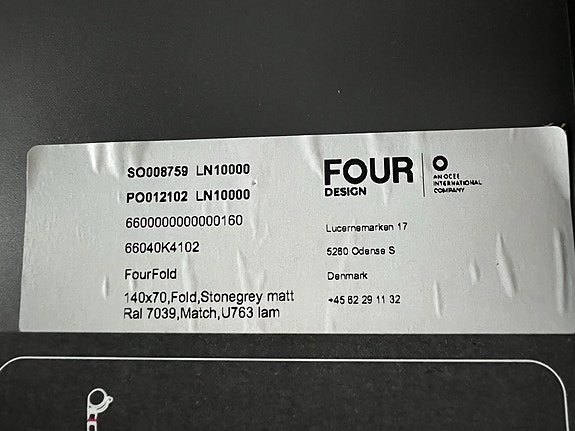 SO008759 LN10000
PO012102 LN10000
6600000000000160
66040K4102
FourFold
140x70,Fold,Stonegrey matt
Ral 7039,Match,U763 lam
FOUR
DESIGN
AN OCEE
INTERNATIONAL
COMPANY
Lucernemarken 17
5260 Odense S
Denmark
+45 62 29 11 32